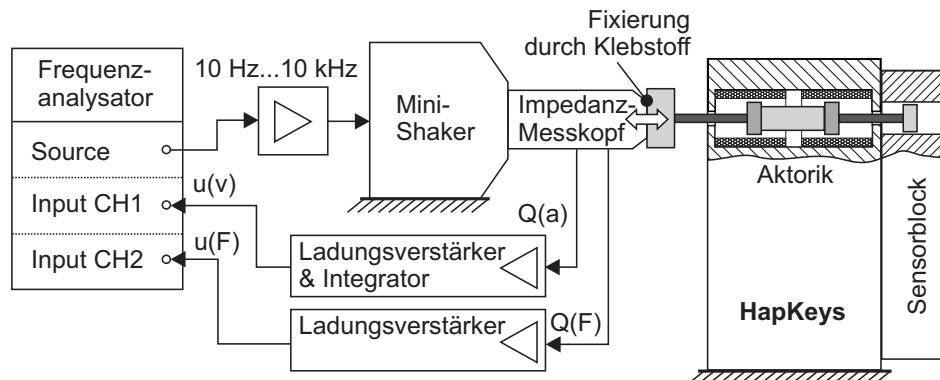 Frequenz-
analysator
Source
Input CH1
Input CH2
10 Hz...10 kHz
u(v)
u(F)
Mini-
Shaker
Impedanz-
Messkopf
Fixierung
durch Klebstoff
Q(a)
Ladungsverstärker
& Integrator
Q(F)
Ladungsverstärker
Aktorik
HapKeys
Sensorblock